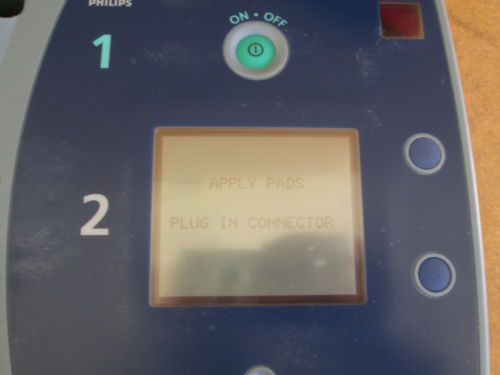 PHILIPS
ON • OFF
1
APPLY PADS
2
PLUG IN CONNECTOR